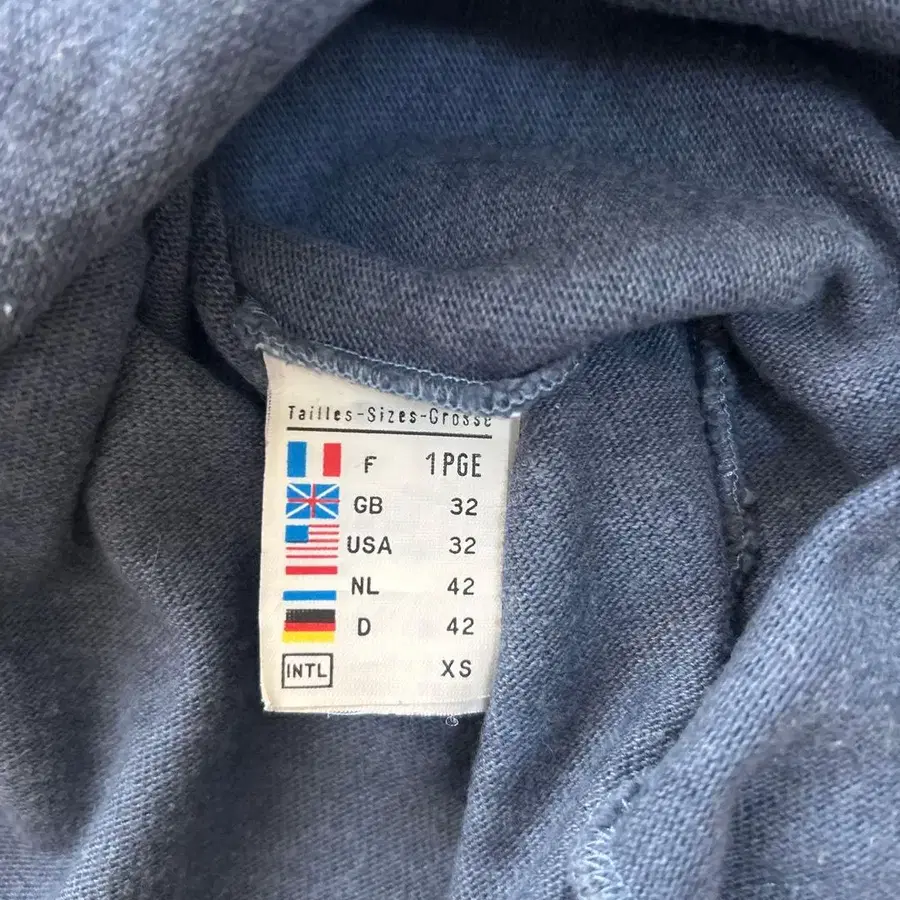 Tailles-Sizes-Grosse
F 1PGE
GB 32
USA 32
NL 42
D 42
INTL XS